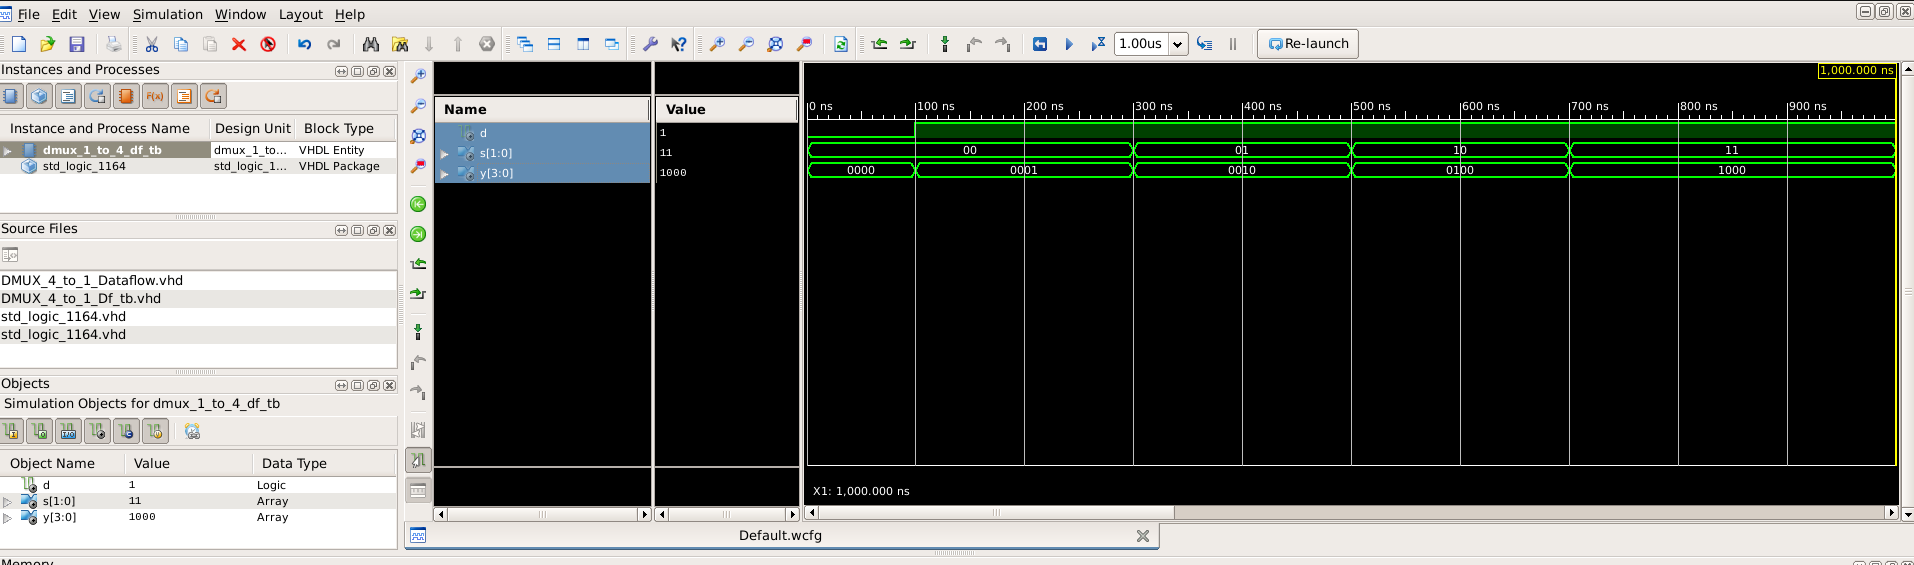 File Edit View Simulation Window Layout Help
1.00us Re-launch
Instances and Processes
Instance and Process Name Design Unit Block Type
dmux_1_to_4_df_tb dmux_1_to... VHDL Entity
std_logic_1164 std_logic_1... VHDL Package
Source Files
DMUX_4_to_1_Dataflow.vhd
DMUX_4_to_1_Df_tb.vhd
std_logic_1164.vhd
std_logic_1164.vhd
Objects
Simulation Objects for dmux_1_to_4_df_tb
Object Name Value Data Type
d 1 Logic
s[1:0] 11 Array
y[3:0] 1000 Array
Name Value
d 1
s[1:0] 11
y[3:0] 1000
1,000.000 ns
0 ns 100 ns 200 ns 300 ns 400 ns 500 ns 600 ns 700 ns 800 ns 900 ns
00 01 10 11
0000 0001 0010 0100 1000
X1: 1,000.000 ns
Default.wcfg